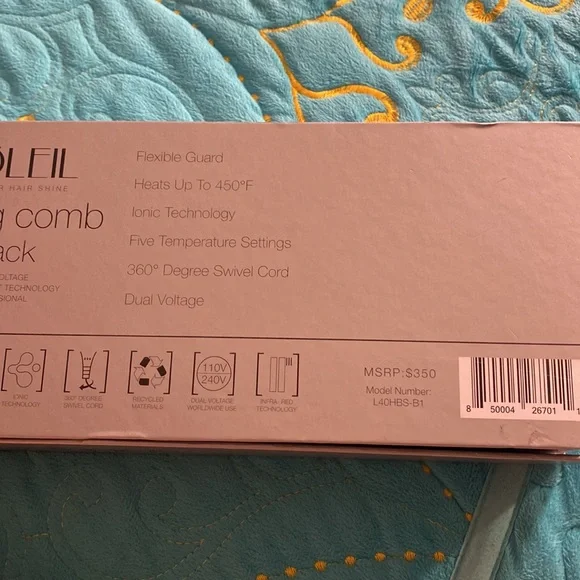 OLEIL
R HAIR SHINE
g comb
ack
OLTAGE
T TECHNOLOGY
SIONAL
Flexible Guard
Heats Up To 450°F
Ionic Technology
Five Temperature Settings
360° Degree Swivel Cord
Dual Voltage
IONIC
TECHNOLOGY
360° DEGREE
SWIVEL CORD
RECYCLED
MATERIALS
110V
240V
DUAL VOLTAGE
WORLDWIDE USE
INFRA-RED
TECHNOLOGY
MSRP:$350
Model Number:
L40HBS-B1
8 50004 26701 1